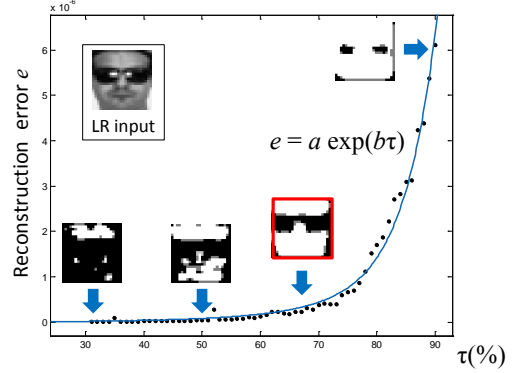 x 10^-6
Reconstruction error e
6
5
4
3
2
1
0
LR input
e = a exp(bτ)
30 40 50 60 70 80 90
τ(%)